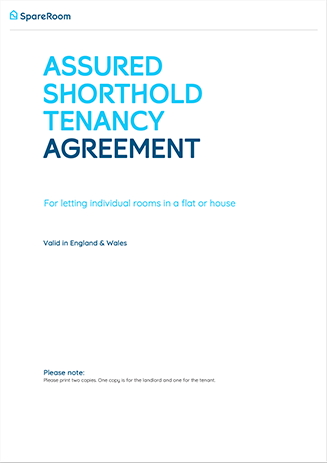 SpareRoom
ASSURED
SHORTHOLD
TENANCY
AGREEMENT
For letting individual rooms in a flat or house
Valid in England & Wales
Please note:
Please print two copies. One copy is for the landlord and one for the tenant.